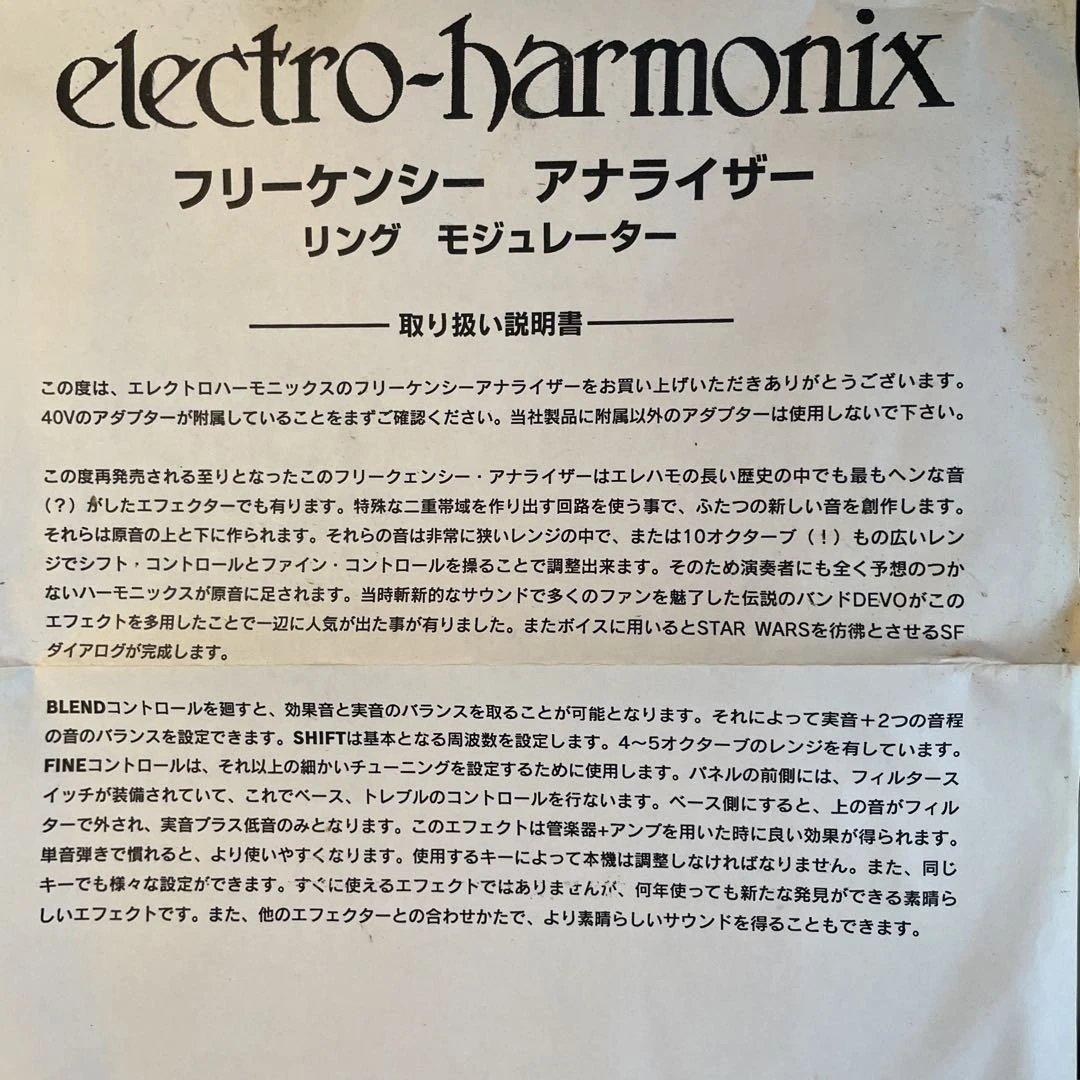 electro-harmonix
フリーケンシー　アナライザー
リング　モジュレーター
取り扱い説明書
この度は、エレクトロハーモニックスのフリーケンシーアナライザーをお買い上げいただきありがとうございます。
40Vのアダプターが附属していることをまずご確認ください。当社製品に附属以外のアダプターは使用しないで下さい。
この度再発売される至りとなったこのフリークェンシー・アナライザーはエレハモの長い歴史の中でも最もヘンな音
（？）がしたエフェクターでも有ります。特殊な二重帯域を作り出す回路を使う事で、ふたつの新しい音を創作します。
それらは原音の上と下に作られます。それらの音は非常に狭いレンジの中で、または10オクターブ（！）もの広いレン
ジでシフト・コントロールとファイン・コントロールを操ることで調整出来ます。そのため演奏者にも全く予想のつか
ないハーモニックスが原音に足されます。当時斬新的なサウンドで多くのファンを魅了した伝説のバンドDEVOがこの
エフェクトを多用したことで一辺に人気が出た事が有りました。またボイスに用いるとSTAR WARSを彷彿とさせるSF
ダイアログが完成します。
BLENDコントロールを廻すと、効果音と実音のバランスを取ることが可能となります。それによって実音＋2つの音程
の音のバランスを設定できます。SHIFTは基本となる周波数を設定します。4～5オクターブのレンジを有しています。
FINEコントロールは、それ以上の細かいチューニングを設定するために使用します。パネルの前側には、フィルタース
イッチが装備されていて、これでベース、トレブルのコントロールを行ないます。ベース側にすると、上の音がフィル
ターで外され、実音プラス低音のみとなります。このエフェクトは管楽器+アンプを用いた時に良い効果が得られます。
単音弾きで慣れると、より使いやすくなります。使用するキーによって本機は調整しなければなりません。また、同じ
キーでも様々な設定ができます。すぐに使えるエフェクトではありませんが、何年使っても新たな発見ができる素晴ら
しいエフェクトです。また、他のエフェクターとの合わせかたで、より素晴らしいサウンドを得ることもできます。